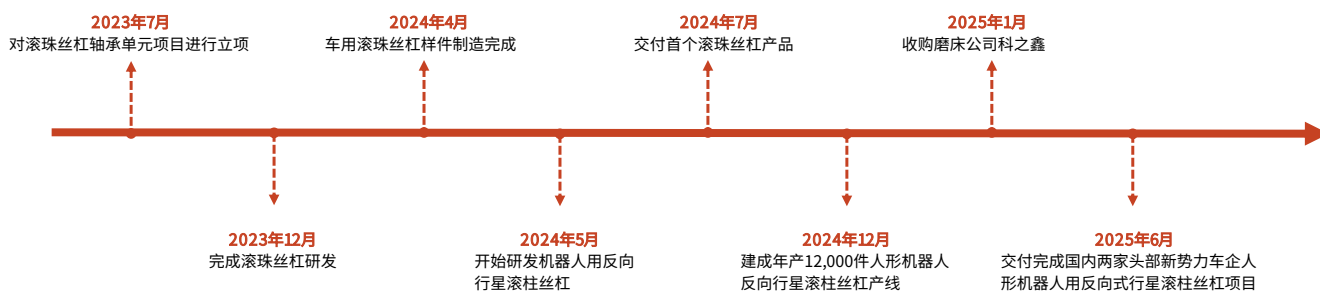 2023年7月
对滚珠丝杠轴承单元项目进行立项
2023年12月
完成滚珠丝杠研发
2024年4月
车用滚珠丝杠样件制造完成
2024年5月
开始研发机器人用反向
行星滚柱丝杠
2024年7月
交付首个滚珠丝杠产品
2024年12月
建成年产12,000件人形机器人
反向行星滚柱丝杠产线
2025年1月
收购磨床公司科之鑫
2025年6月
交付完成国内两家头部新势力车企人
形机器人用反向式行星滚柱丝杠项目